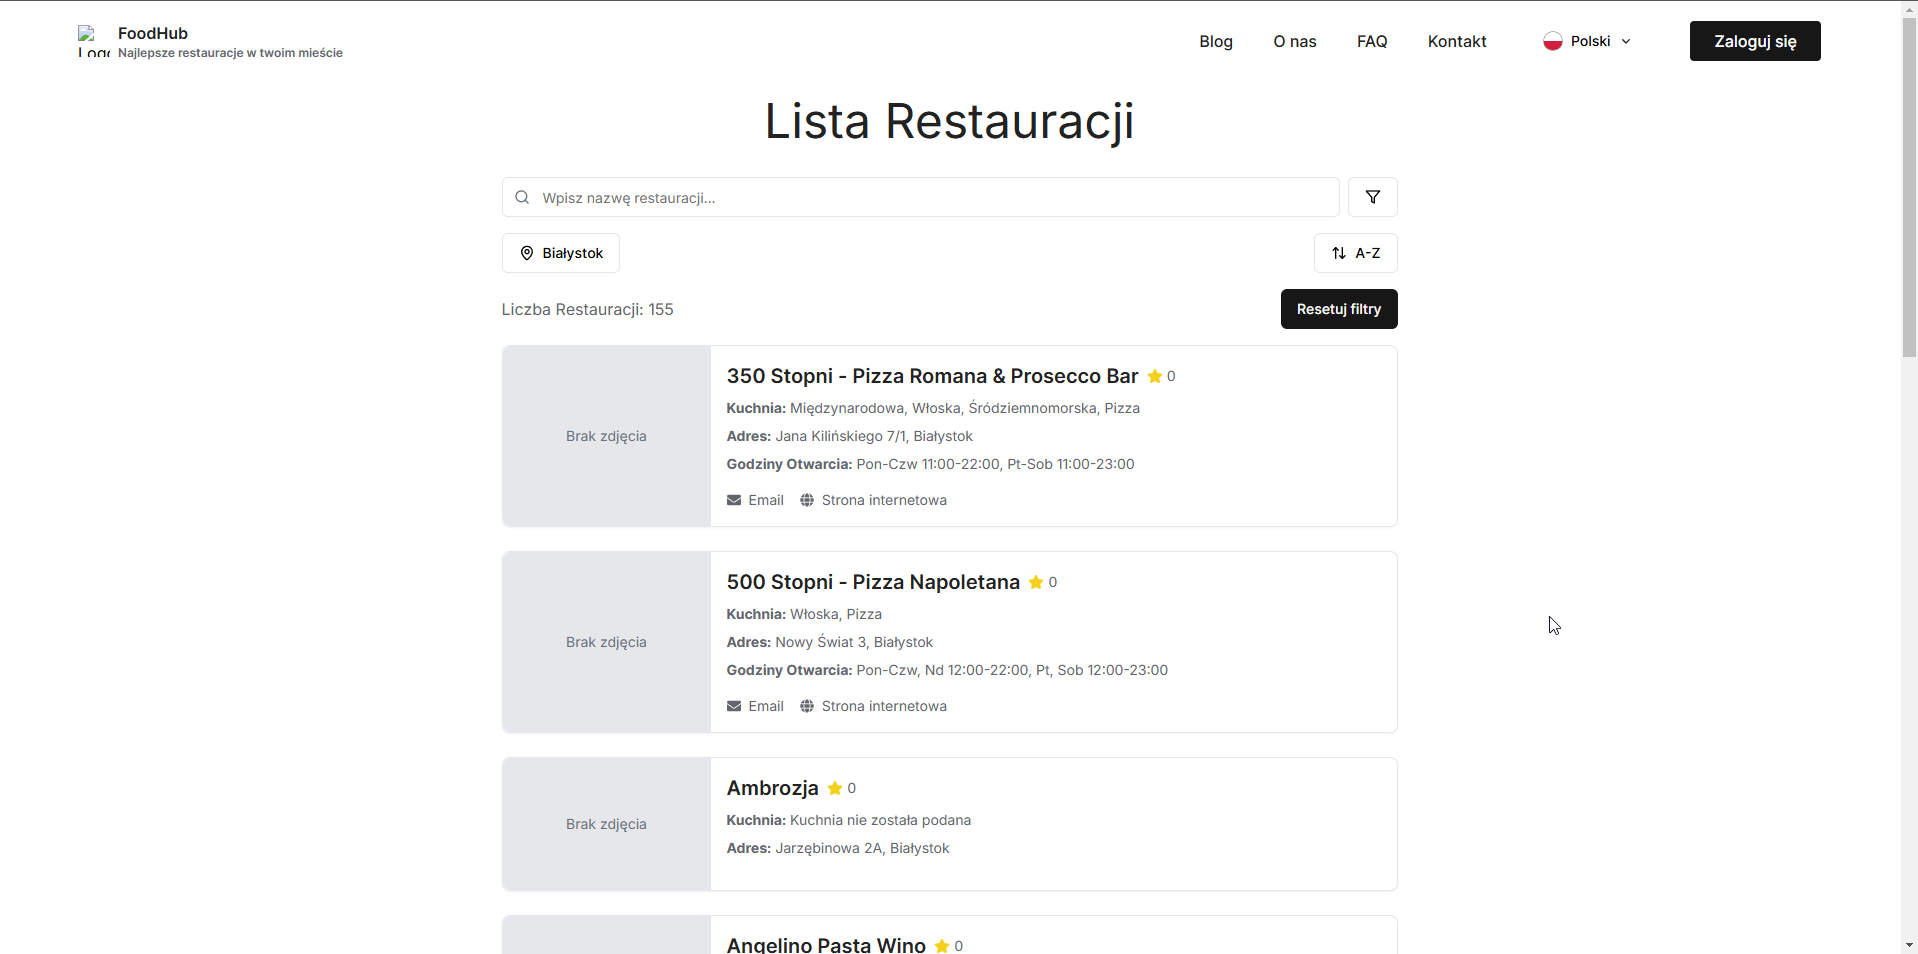 Logo
FoodHub
Najlepsze restauracje w twoim mieście
Blog
O nas
FAQ
Kontakt
Polski
Zaloguj się
Lista Restauracji
Wpisz nazwę restauracji...
Białystok
A-Z
Liczba Restauracji: 155
Resetuj filtry
Brak zdjęcia
350 Stopni - Pizza Romana & Prosecco Bar 0
Kuchnia: Międzynarodowa, Włoska, Śródziemnomorska, Pizza
Adres: Jana Kilińskiego 7/1, Białystok
Godziny Otwarcia: Pon-Czw 11:00-22:00, Pt-Sob 11:00-23:00
Email Strona internetowa
Brak zdjęcia
500 Stopni - Pizza Napoletana 0
Kuchnia: Włoska, Pizza
Adres: Nowy Świat 3, Białystok
Godziny Otwarcia: Pon-Czw, Nd 12:00-22:00, Pt, Sob 12:00-23:00
Email Strona internetowa
Brak zdjęcia
Ambrozja 0
Kuchnia: Kuchnia nie została podana
Adres: Jarzębinowa 2A, Białystok
Angelino Pasta Wino 0